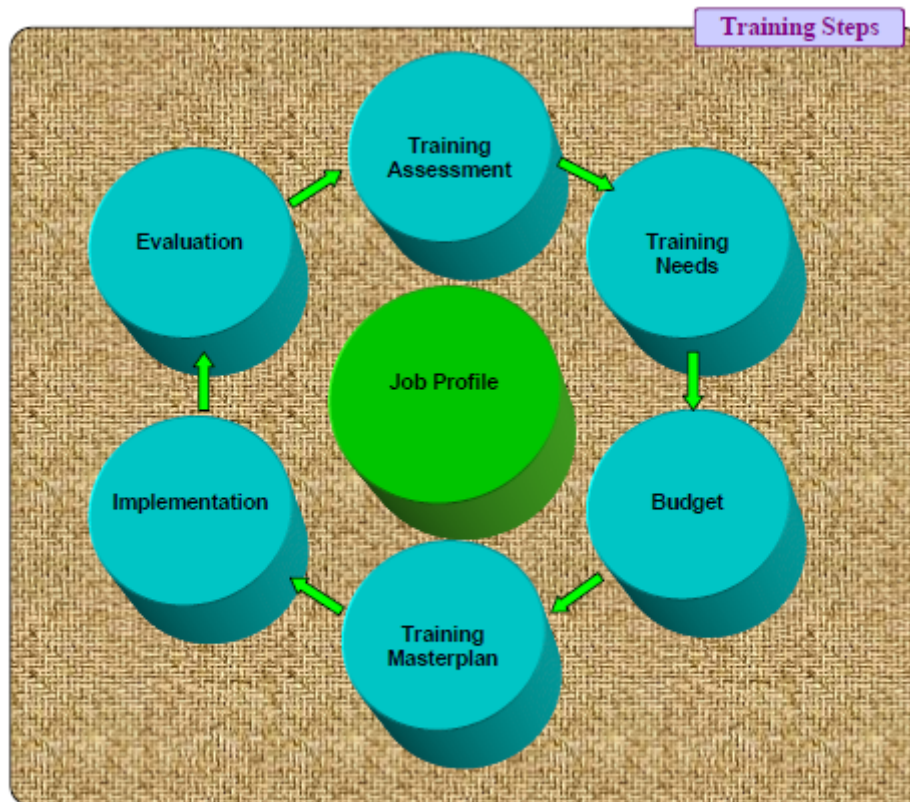 Training Steps
Training
Assessment
Training
Needs
Budget
Training
Masterplan
Implementation
Evaluation
Job Profile